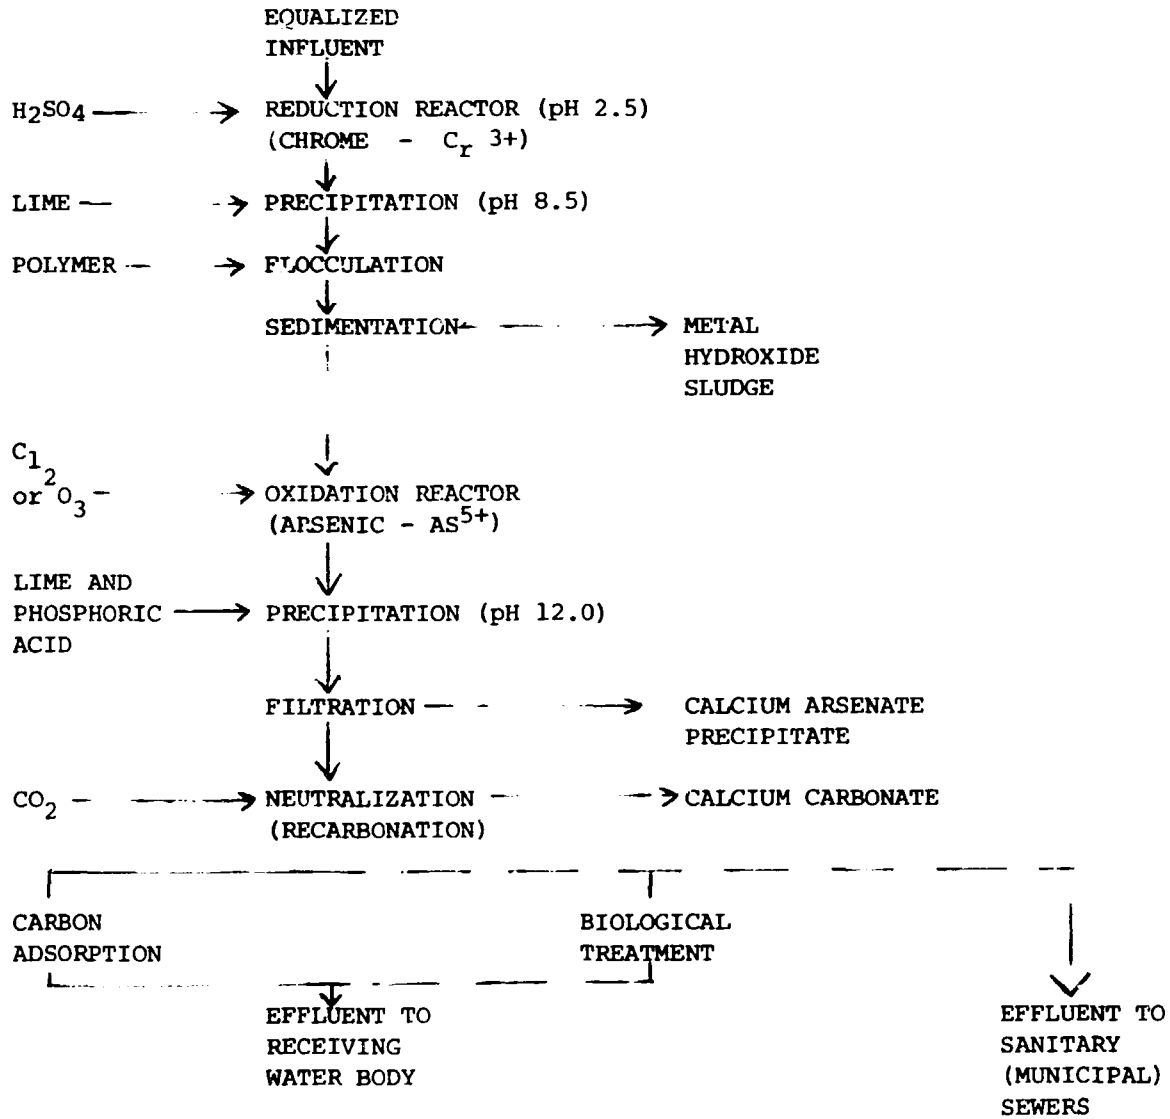 EQUALIZED
INFLUENT
H2SO4
REDUCTION REACTOR (pH 2.5)
(CHROME - Cr 3+)
LIME
PRECIPITATION (pH 8.5)
POLYMER
FLOCCULATION
SEDIMENTATION
METAL
HYDROXIDE
SLUDGE
Cl2
or O3
OXIDATION REACTOR
(ARSENIC - AS5+)
LIME AND
PHOSPHORIC
ACID
PRECIPITATION (pH 12.0)
FILTRATION
CALCIUM ARSENATE
PRECIPITATE
CO2
NEUTRALIZATION
(RECARBONATION)
CALCIUM CARBONATE
CARBON
ADSORPTION
BIOLOGICAL
TREATMENT
EFFLUENT TO
RECEIVING
WATER BODY
EFFLUENT TO
SANITARY
(MUNICIPAL)
SEWERS